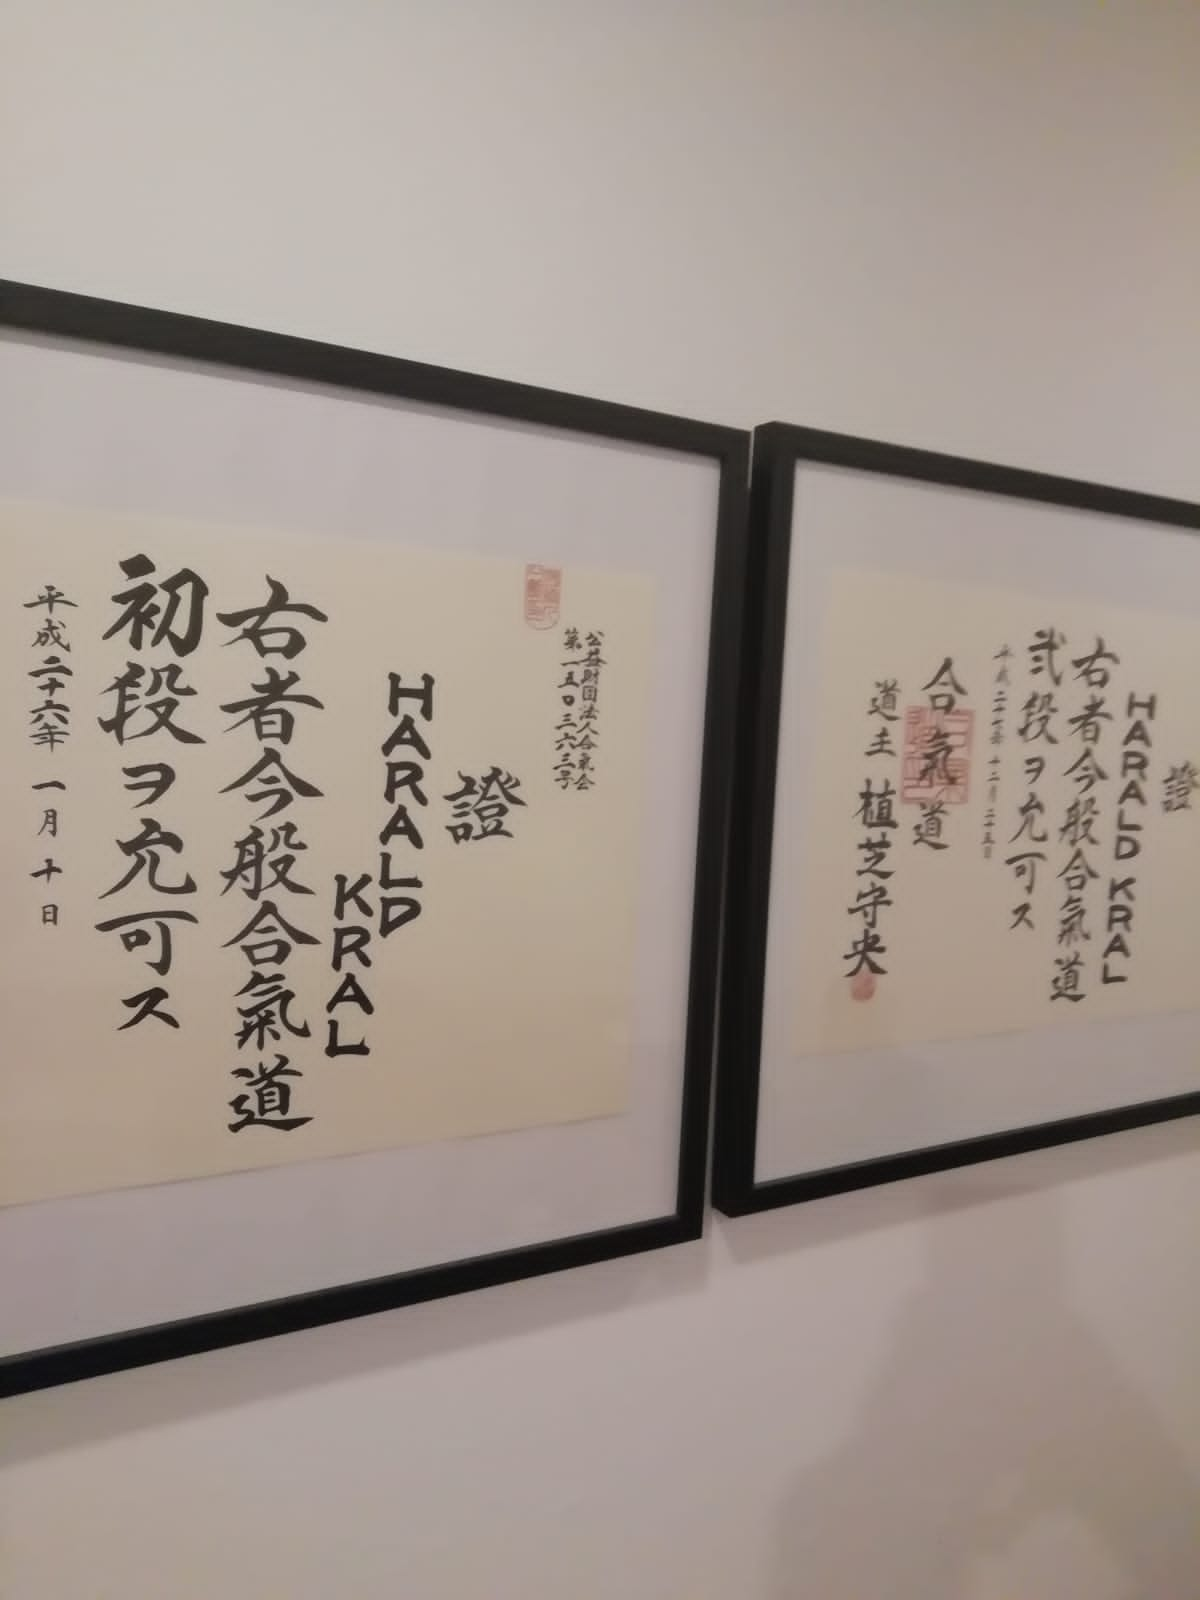 公益財団法人合氣会
第一五〇三六三号
證
HARALD
KRAL
右者今般合氣道
初段ヲ允可ス
平成二十六年 一月 十日
證
HARALD KRAL
右者今般合氣道
弐段ヲ允可ス
平成二十七年 十二月 二十五日
合氣道
道主 植芝守央